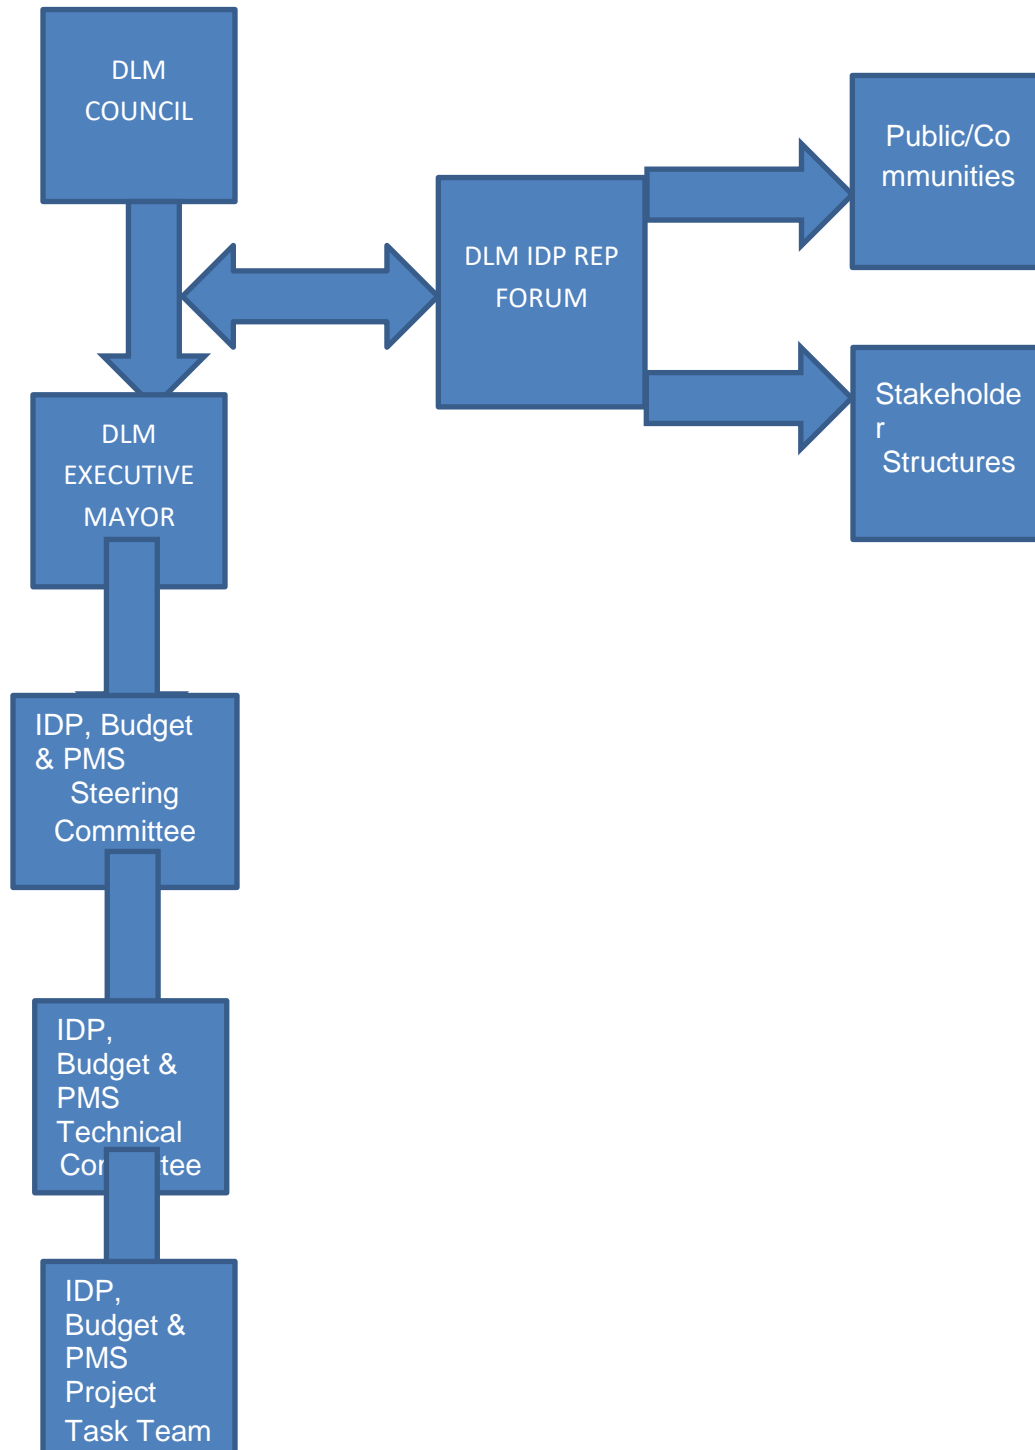 DLM
COUNCIL
Public/Co
mmunities
DLM IDP REP
FORUM
Stakeholde
r
Structures
DLM
EXECUTIVE
MAYOR
IDP, Budget
& PMS
Steering
Committee
IDP,
Budget &
PMS
Technical
IDP,
Budget &
PMS
Project
Task Team